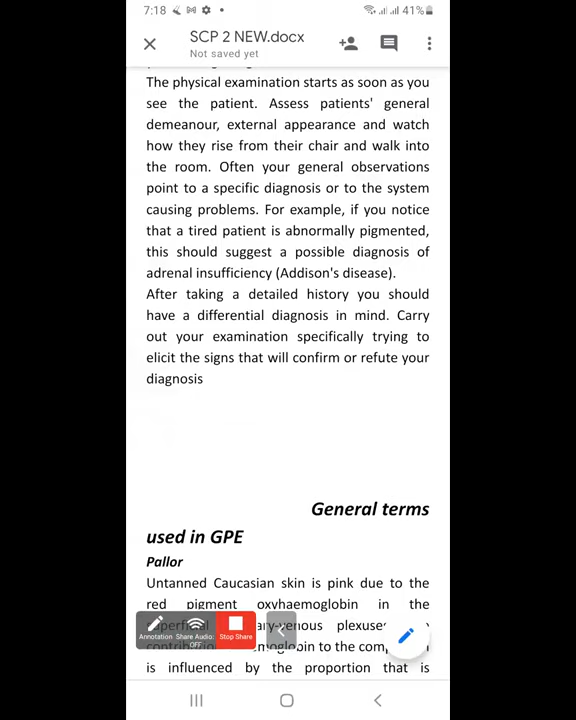 7:18
41%
SCP 2 NEW.docx
Not saved yet
The physical examination starts as soon as you
see the patient. Assess patients' general
demeanour, external appearance and watch
how they rise from their chair and walk into
the room. Often your general observations
point to a specific diagnosis or to the system
causing problems. For example, if you notice
that a tired patient is abnormally pigmented,
this should suggest a possible diagnosis of
adrenal insufficiency (Addison's disease).
After taking a detailed history you should
have a differential diagnosis in mind. Carry
out your examination specifically trying to
elicit the signs that will confirm or refute your
diagnosis
General terms
used in GPE
Pallor
Untanned Caucasian skin is pink due to the
red pigment oxyhaemoglobin in the
superficial plexuses
to the
is influenced by the proportion that is
Annotation Share Audio: OFF Stop Share